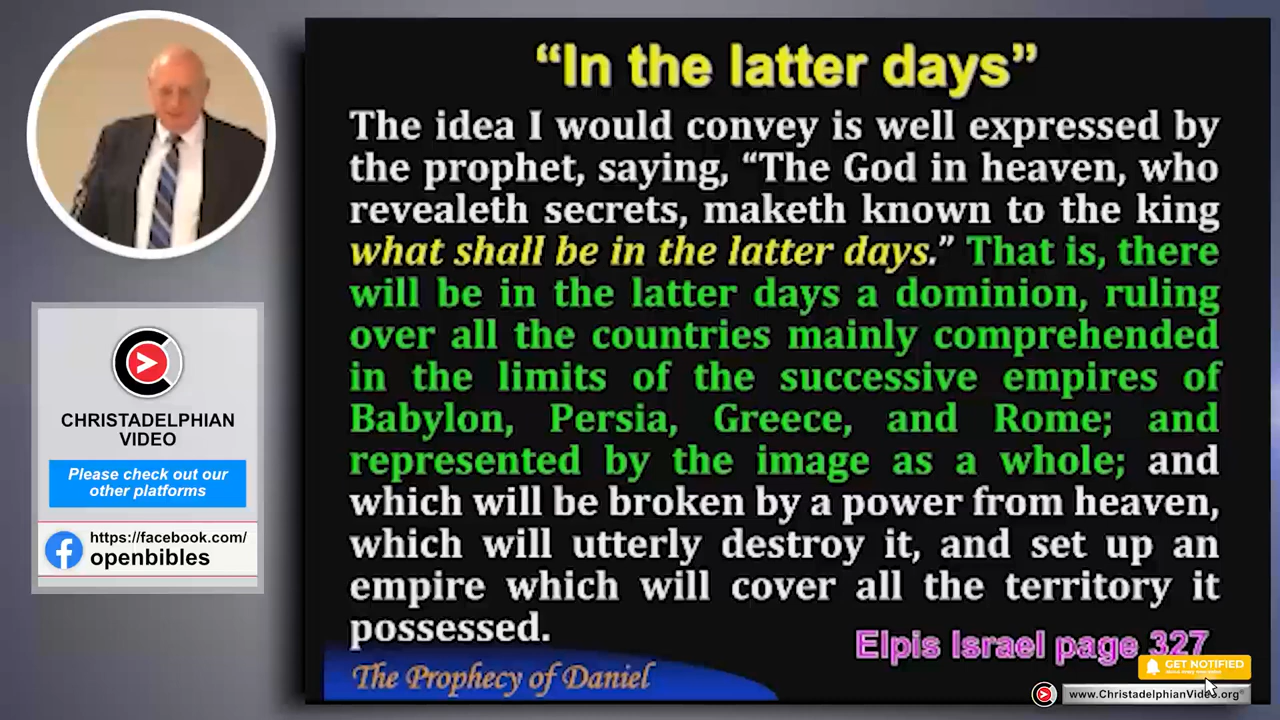 “In the latter days”
The idea I would convey is well expressed by
the prophet, saying, “The God in heaven, who
revealeth secrets, maketh known to the king
what shall be in the latter days.” That is, there
will be in the latter days a dominion, ruling
over all the countries mainly comprehended
in the limits of the successive empires of
Babylon, Persia, Greece, and Rome; and
represented by the image as a whole; and
which will be broken by a power from heaven,
which will utterly destroy it, and set up an
empire which will cover all the territory it
possessed.
Elpis Israel page 327
The Prophecy of Daniel
CHRISTADELPHIAN
VIDEO
Please check out our
other platforms
https://facebook.com/
openbibles
GET NOTIFIED
www.ChristadelphianVideo.org